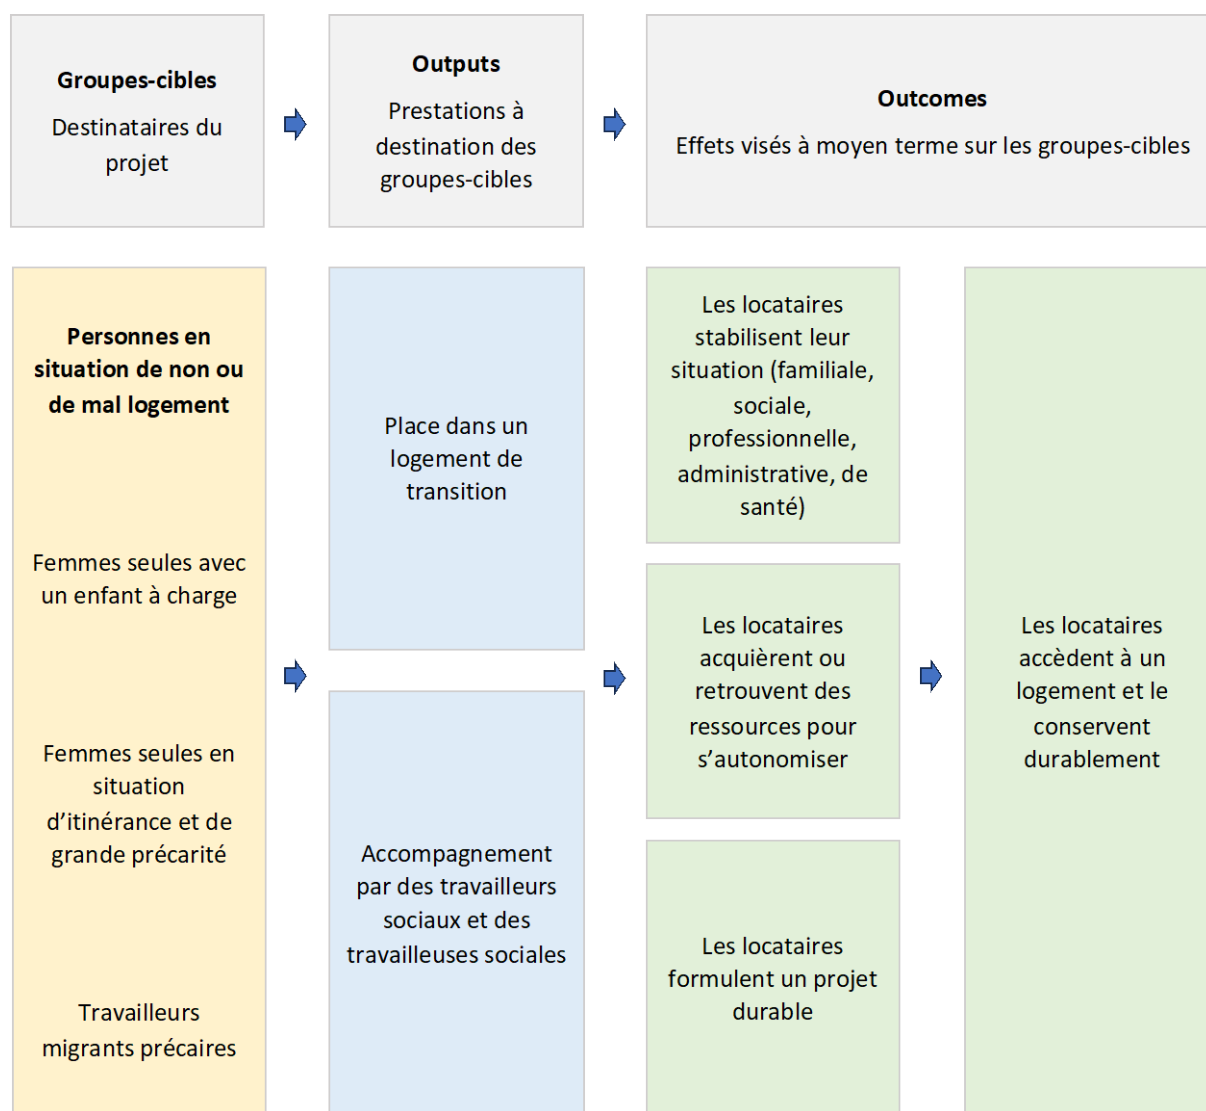 Groupes-cibles
Destinataires du
projet
Outputs
Prestations à
destination des
groupes-cibles
Outcomes
Effets visés à moyen terme sur les groupes-cibles
Personnes en
situation de non ou
de mal logement
Femmes seules avec
un enfant à charge
Femmes seules en
situation
d’itinérance et de
grande précarité
Travailleurs
migrants précaires
Place dans un
logement de
transition
Accompagnement
par des travailleurs
sociaux et des
travailleuses sociales
Les locataires
stabilisent leur
situation (familiale,
sociale,
professionnelle,
administrative, de
santé)
Les locataires
acquièrent ou
retrouvent des
ressources pour
s’autonomiser
Les locataires
formulent un projet
durable
Les locataires
accèdent à un
logement et le
conservent
durablement